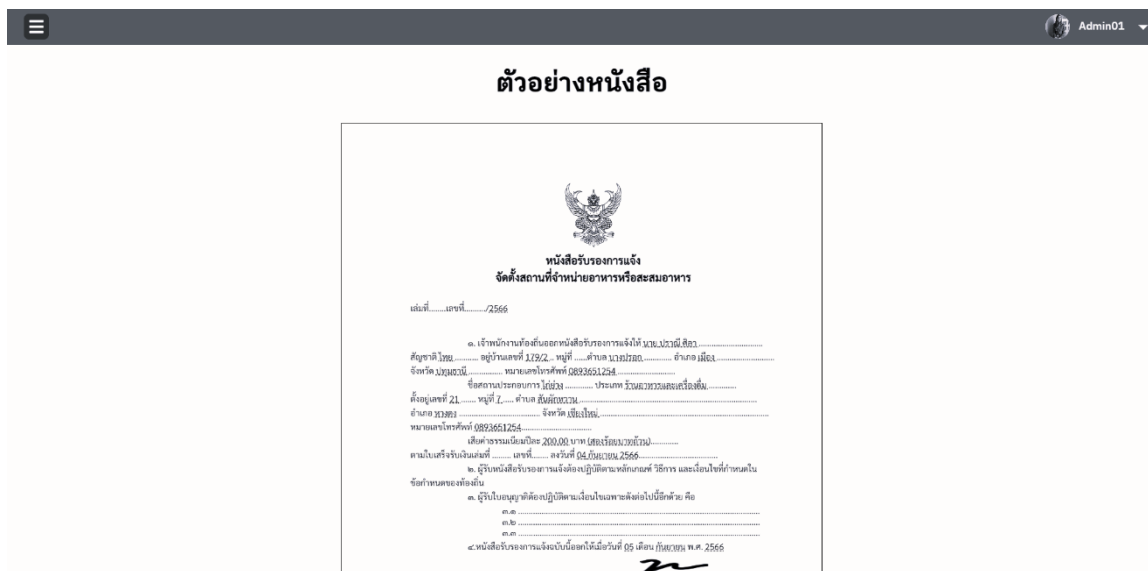 Admin01
ตัวอย่างหนังสือ
หนังสือรับรองการแจ้ง
จัดตั้งสถานที่จำหน่ายอาหารหรือสะสมอาหาร
เล่มที่........เลขที่........../2566
๑. เจ้าพนักงานท้องถิ่นออกหนังสือรับรองการแจ้งให้ นาย ปราณี สีดา
สัญชาติ ไทย ........... อยู่บ้านเลขที่ 179/2 .. หมู่ที่ ......ตำบล บางปรอก ............. อำเภอ เมือง
จังหวัด ปทุมธานี .............. หมายเลขโทรศัพท์ 0893651254
ชื่อสถานประกอบการ ไก่ย่าง ............ ประเภท ร้านอาหารและเครื่องดื่ม
ตั้งอยู่เลขที่ 21 ....... หมู่ที่ 7 ..... ตำบล สันผักหวาน
อำเภอ หางดง .................................... จังหวัด เชียงใหม่
หมายเลขโทรศัพท์ 0893651254
เสียค่าธรรมเนียมปีละ 200.00 บาท (สองร้อยบาทถ้วน)
ตามใบเสร็จรับเงินเล่มที่ ......... เลขที่........ ลงวันที่ 04 กันยายน 2566
๒. ผู้รับหนังสือรับรองการแจ้งต้องปฏิบัติตามหลักเกณฑ์ วิธีการ และเงื่อนไขที่กำหนดใน
ข้อกำหนดของท้องถิ่น
๓. ผู้รับใบอนุญาติต้องปฏิบัติตามเงื่อนไขเฉพาะดังต่อไปนี้อีกด้วย คือ
๓.๑
๓.๒
๓.๓
๔.หนังสือรับรองการแจ้งฉบับนี้ออกให้เมื่อวันที่ 05 เดือน กันยายน พ.ศ. 2566